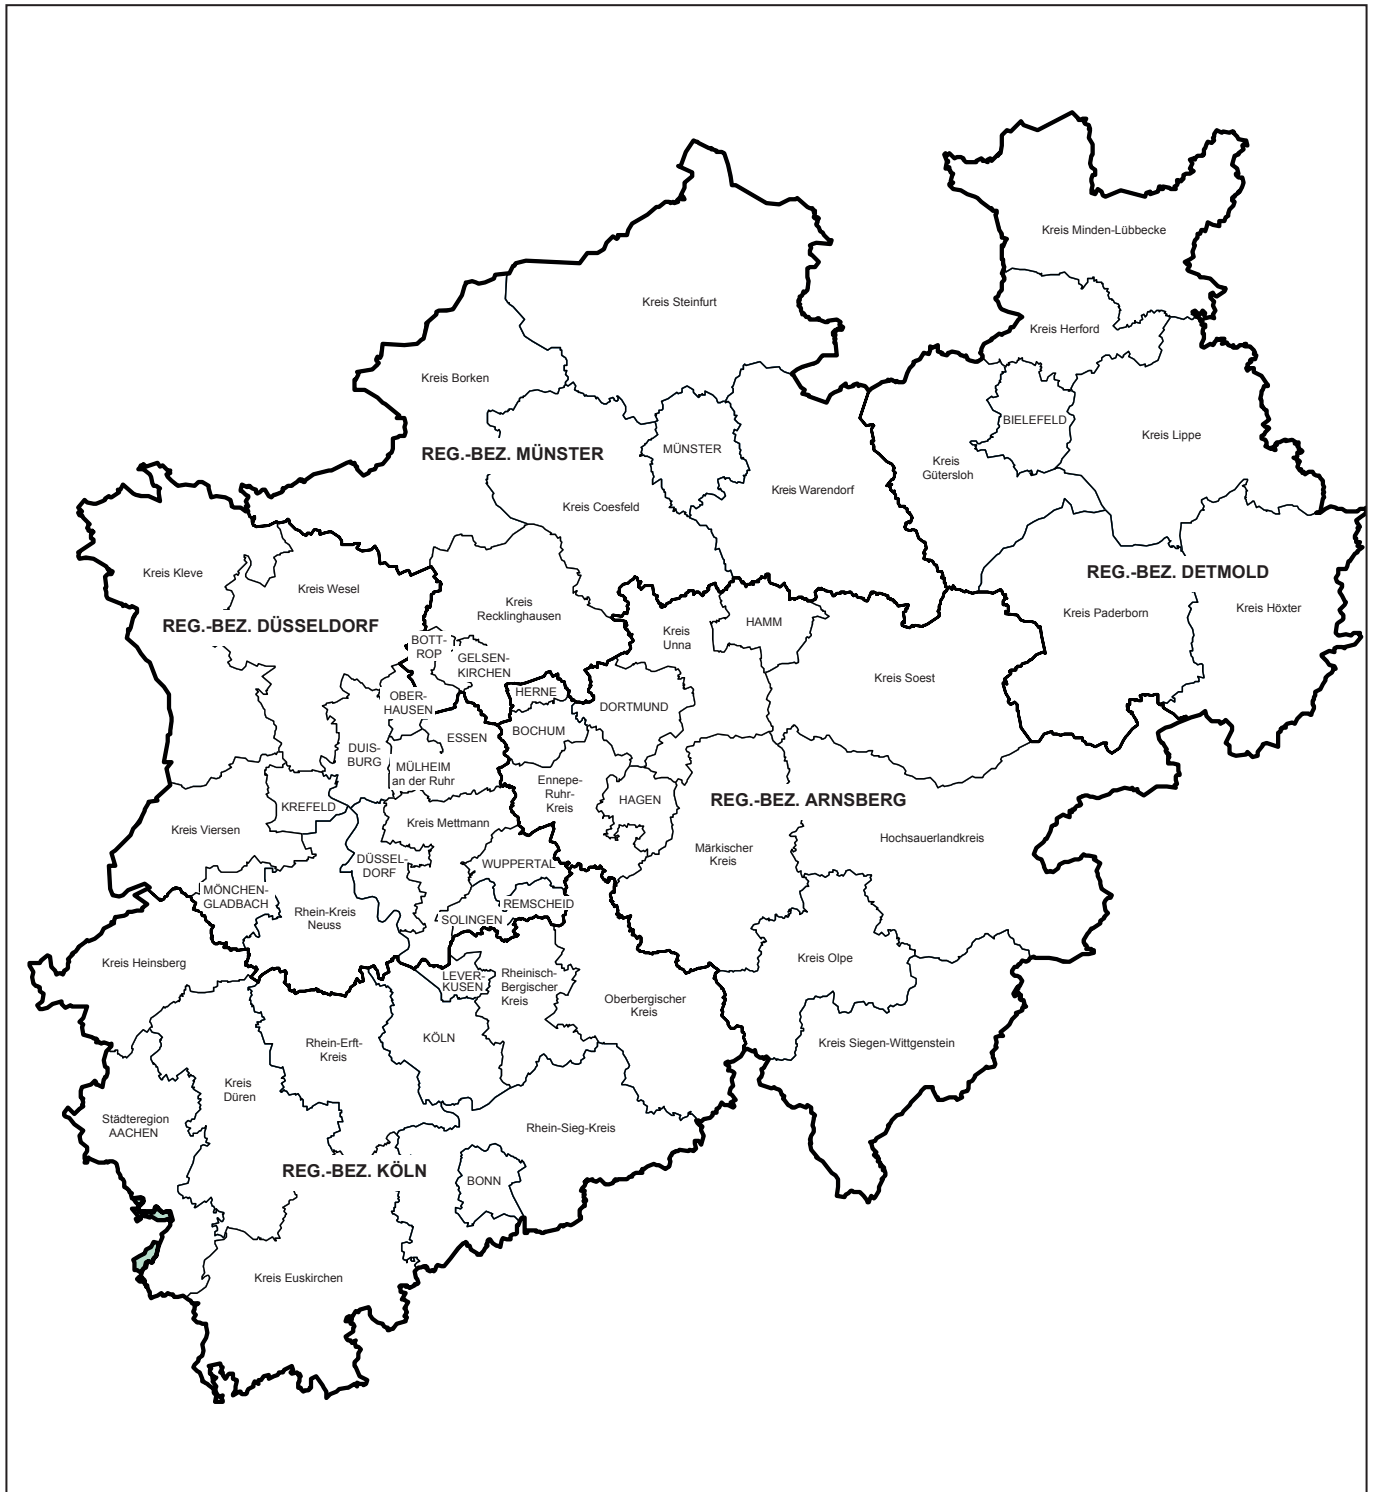 Kreis Minden-Lübbecke
Kreis Steinfurt
Kreis Herford
Kreis Borken
BIELEFELD
Kreis Lippe
REG.-BEZ. MÜNSTER
MÜNSTER
Kreis
Gütersloh
Kreis Warendorf
Kreis Coesfeld
Kreis Kleve
Kreis Wesel
REG.-BEZ. DETMOLD
Kreis
Recklinghausen
Kreis Paderborn
Kreis Höxter
REG.-BEZ. DÜSSELDORF
HAMM
Kreis
Unna
BOTT-
ROP
GELSEN-
KIRCHEN
Kreis Soest
OBER-
HAUSEN
HERNE
DORTMUND
BOCHUM
ESSEN
DUIS-
BURG
MÜLHEIM
an der Ruhr
Ennepe-
Ruhr-
Kreis
HAGEN
REG.-BEZ. ARNSBERG
KREFELD
Kreis Viersen
Kreis Mettmann
Hochsauerlandkreis
Märkischer
Kreis
DÜSSEL-
DORF
WUPPERTAL
MÖNCHEN-
GLADBACH
REMSCHEID
Rhein-Kreis
Neuss
SOLINGEN
Kreis Heinsberg
Kreis Olpe
LEVER-
KUSEN
Rheinisch-
Bergischer
Kreis
Oberbergischer
Kreis
Rhein-Erft-
Kreis
KÖLN
Kreis Siegen-Wittgenstein
Kreis
Düren
Städteregion
AACHEN
Rhein-Sieg-Kreis
REG.-BEZ. KÖLN
BONN
Kreis Euskirchen